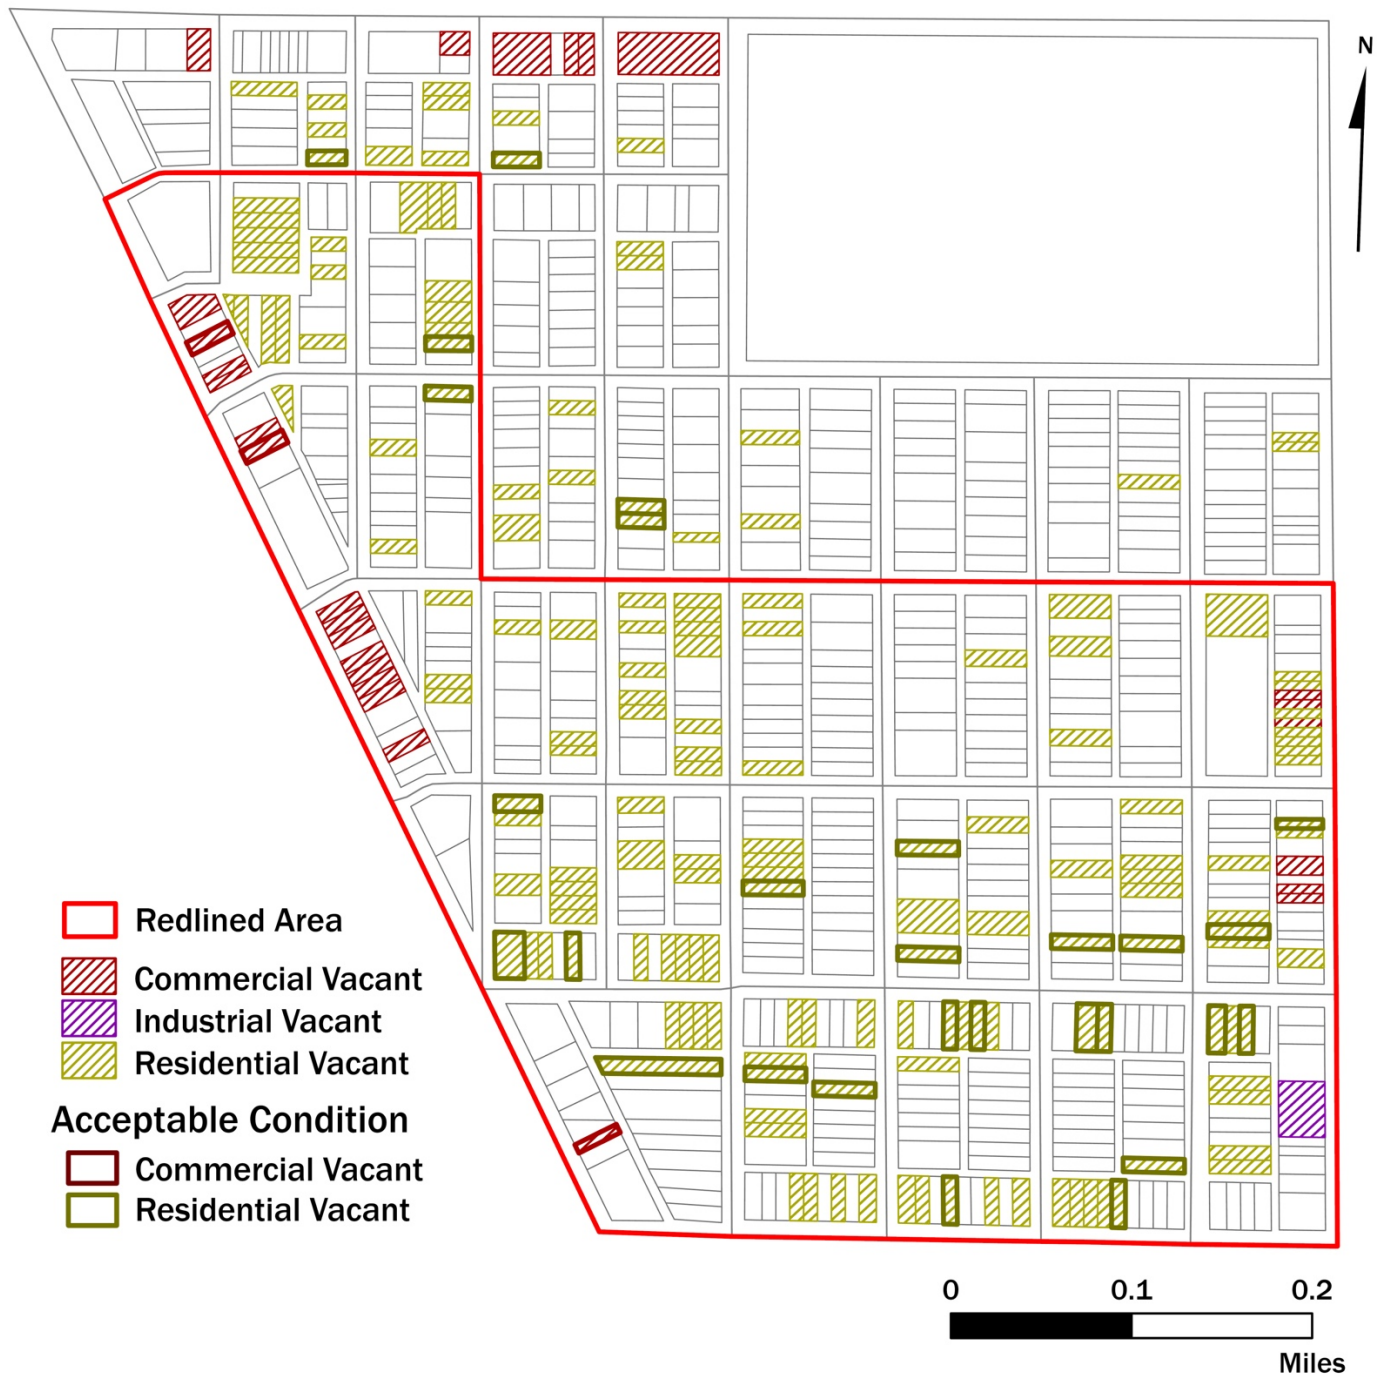 N
Redlined Area
Commercial Vacant
Industrial Vacant
Residential Vacant
Acceptable Condition
Commercial Vacant
Residential Vacant
0 0.1 0.2
Miles